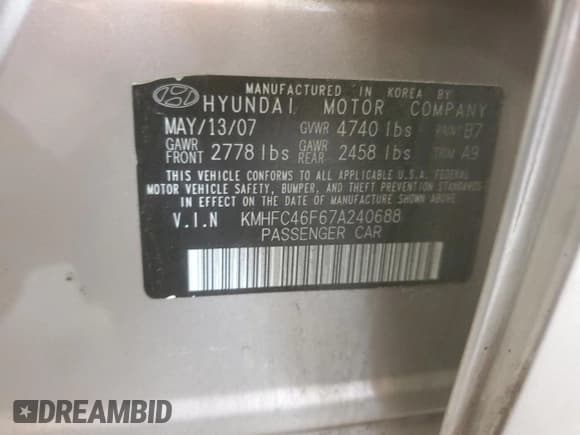 MANUFACTURED IN KOREA BY
HYUNDAI MOTOR COMPANY
MAY/13/07 GVWR 4740 lbs PAINT B7
GAWR FRONT 2778 lbs GAWR REAR 2458 lbs TRIM A9
THIS VEHICLE CONFORMS TO ALL APPLICABLE U.S.A. FEDERAL
MOTOR VEHICLE SAFETY, BUMPER, AND THEFT PREVENTION STANDARDS
IN EFFECT ON THE DATE OF MANUFACTURE SHOWN ABOVE.
V.I.N KMHFC46F67A240688
PASSENGER CAR
DREAMBID